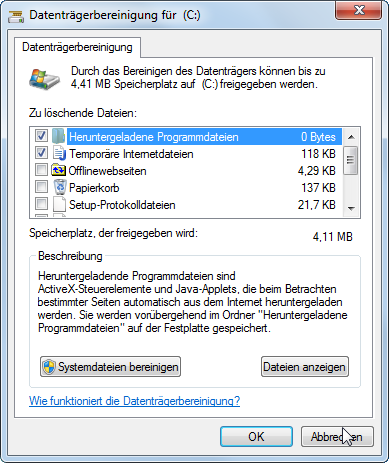 Datenträgerbereinigung für (C:)
Datenträgerbereinigung
Durch das Bereinigen des Datenträgers können bis zu
4,41 MB Speicherplatz auf (C:) freigegeben werden.
Zu löschende Dateien:
Heruntergeladene Programmdateien 0 Bytes
Temporäre Internetdateien 118 KB
Offlinewebseiten 4,29 KB
Papierkorb 137 KB
Setup-Protokolldateien 21,7 KB
Speicherplatz, der freigegeben wird: 4,11 MB
Beschreibung
Heruntergeladende Programmdateien sind
ActiveX-Steuerelemente und Java-Applets, die beim Betrachten
bestimmter Seiten automatisch aus dem Internet heruntergeladen
werden. Sie werden vorübergehend im Ordner "Heruntergeladene
Programmdateien" auf der Festplatte gespeichert.
Systemdateien bereinigen Dateien anzeigen
Wie funktioniert die Datenträgerbereinigung?
OK Abbrechen